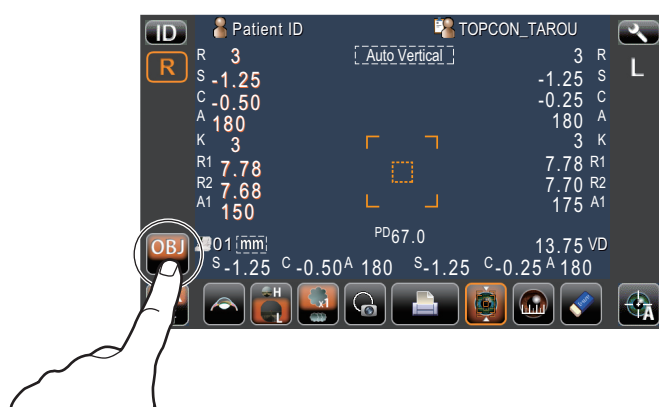 ID Patient ID TOPCON_TAROU
R R 3 Auto Vertical 3 R L
S -1.25 -1.25 S
C -0.50 -0.25 C
A 180 180 A
K 3 3 K
R1 7.78 7.78 R1
R2 7.68 7.70 R2
A1 150 175 A1
OBJ 01 mm PD67.0 13.75 VD
S-1.25 C-0.50 A 180 S-1.25 C-0.25 A 180
H L x1 A